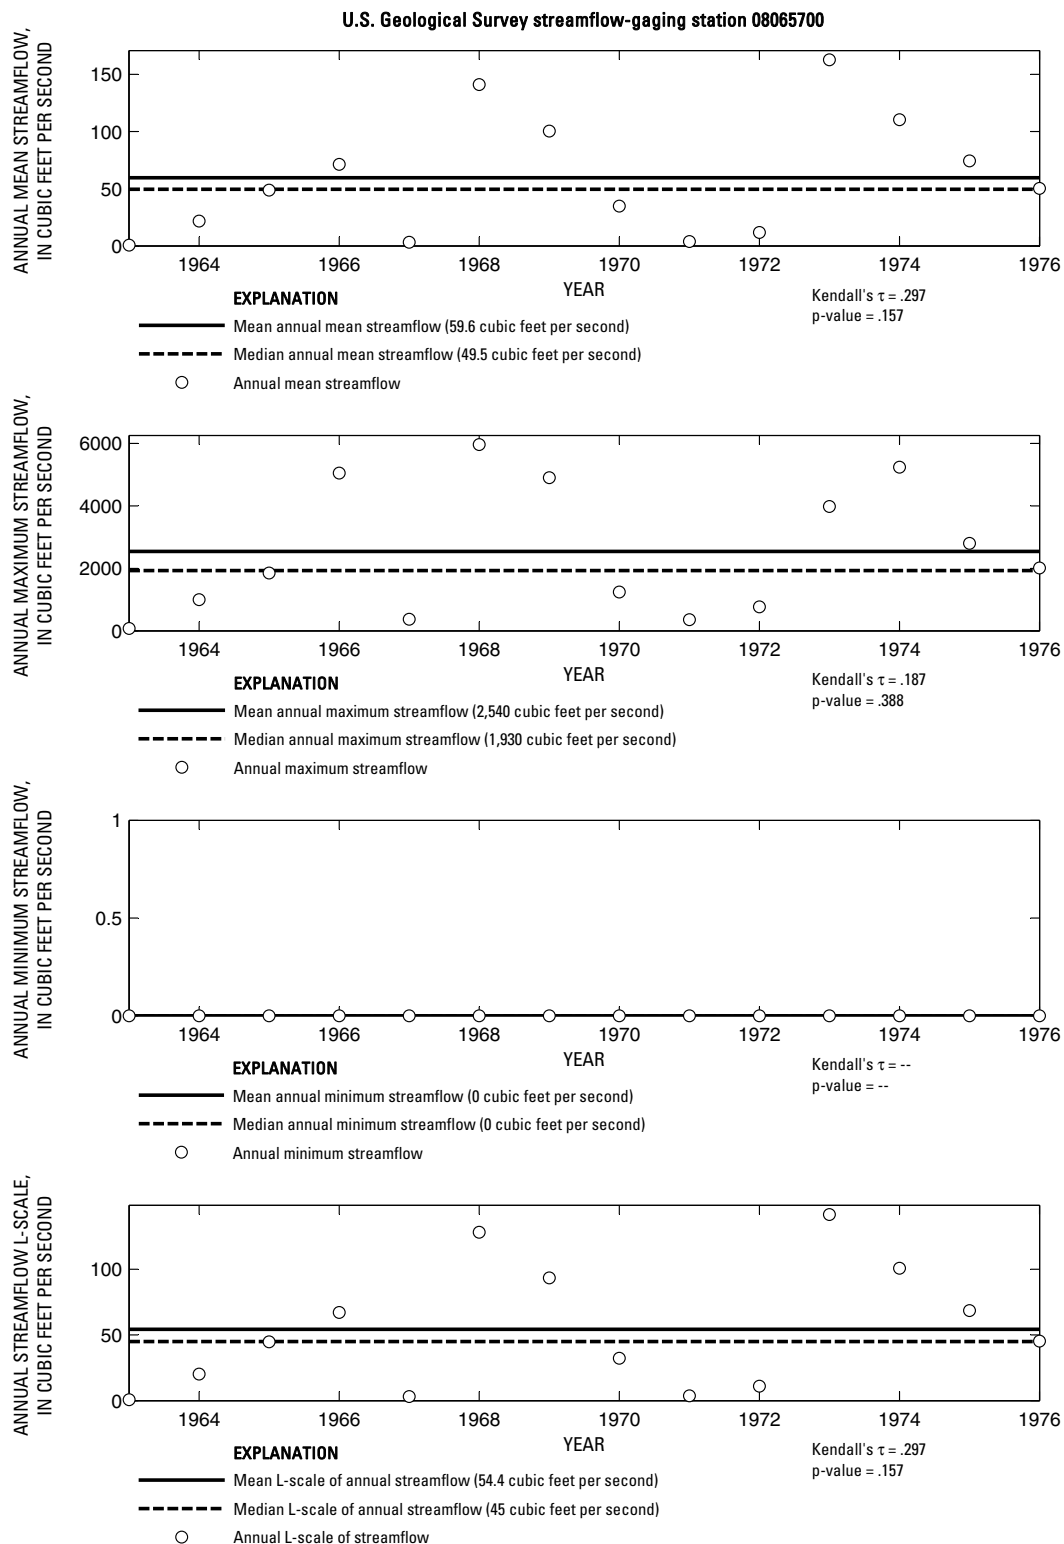 U.S. Geological Survey streamflow-gaging station 08065700
ANNUAL MEAN STREAMFLOW,
IN CUBIC FEET PER SECOND
150
100
50
0
1964 1966 1968 1970 1972 1974 1976
YEAR
Kendall's τ = .297
p-value = .157
EXPLANATION
Mean annual mean streamflow (59.6 cubic feet per second)
Median annual mean streamflow (49.5 cubic feet per second)
Annual mean streamflow
ANNUAL MAXIMUM STREAMFLOW,
IN CUBIC FEET PER SECOND
6000
4000
2000
0
1964 1966 1968 1970 1972 1974 1976
YEAR
Kendall's τ = .187
p-value = .388
EXPLANATION
Mean annual maximum streamflow (2,540 cubic feet per second)
Median annual maximum streamflow (1,930 cubic feet per second)
Annual maximum streamflow
ANNUAL MINIMUM STREAMFLOW,
IN CUBIC FEET PER SECOND
1
0.5
0
1964 1966 1968 1970 1972 1974 1976
YEAR
Kendall's τ = --
p-value = --
EXPLANATION
Mean annual minimum streamflow (0 cubic feet per second)
Median annual minimum streamflow (0 cubic feet per second)
Annual minimum streamflow
ANNUAL STREAMFLOW L-SCALE,
IN CUBIC FEET PER SECOND
100
50
0
1964 1966 1968 1970 1972 1974 1976
YEAR
Kendall's τ = .297
p-value = .157
EXPLANATION
Mean L-scale of annual streamflow (54.4 cubic feet per second)
Median L-scale of annual streamflow (45 cubic feet per second)
Annual L-scale of streamflow